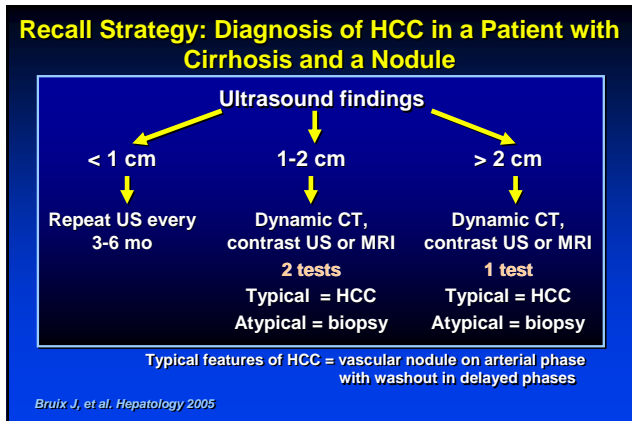 Recall Strategy: Diagnosis of HCC in a Patient with
Cirrhosis and a Nodule
Ultrasound findings
< 1 cm
1-2 cm
> 2 cm
Repeat US every
3-6 mo
Dynamic CT,
contrast US or MRI
2 tests
Typical = HCC
Atypical = biopsy
Dynamic CT,
contrast US or MRI
1 test
Typical = HCC
Atypical = biopsy
Typical features of HCC = vascular nodule on arterial phase
with washout in delayed phases
Bruix J, et al. Hepatology 2005